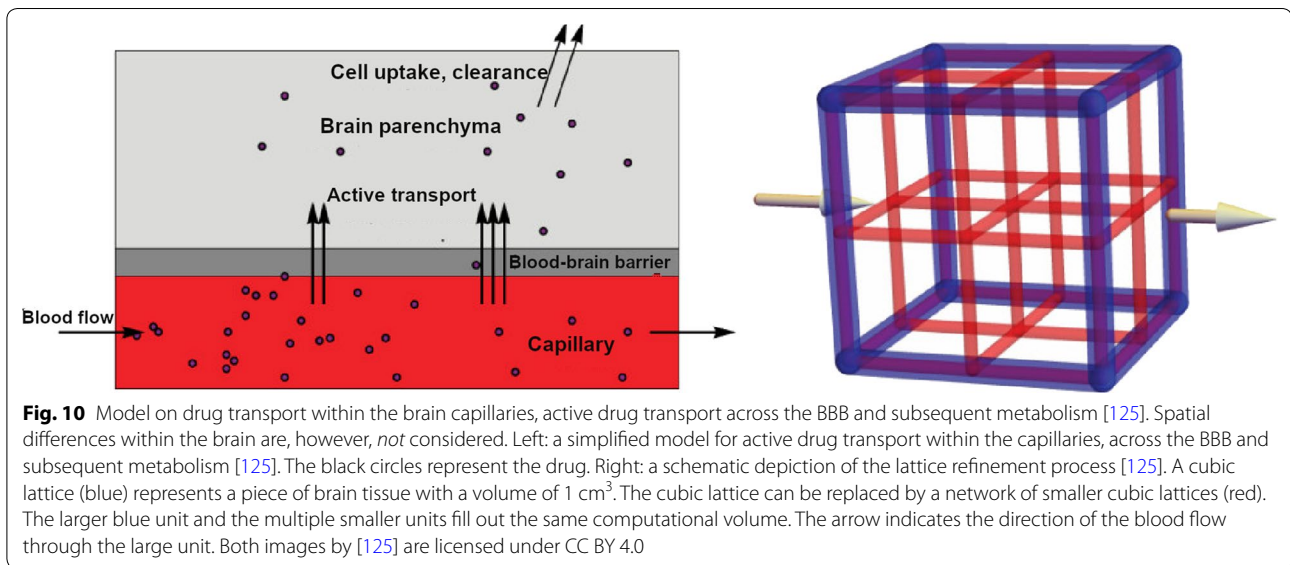 Cell uptake, clearance
Brain parenchyma
Active transport
Blood-brain barrier
Blood flow
Capillary
Fig. 10 Model on drug transport within the brain capillaries, active drug transport across the BBB and subsequent metabolism [125]. Spatial
differences within the brain are, however, not considered. Left: a simplified model for active drug transport within the capillaries, across the BBB and
subsequent metabolism [125]. The black circles represent the drug. Right: a schematic depiction of the lattice refinement process [125]. A cubic
lattice (blue) represents a piece of brain tissue with a volume of 1 cm³. The cubic lattice can be replaced by a network of smaller cubic lattices (red).
The larger blue unit and the multiple smaller units fill out the same computational volume. The arrow indicates the direction of the blood flow
through the large unit. Both images by [125] are licensed under CC BY 4.0